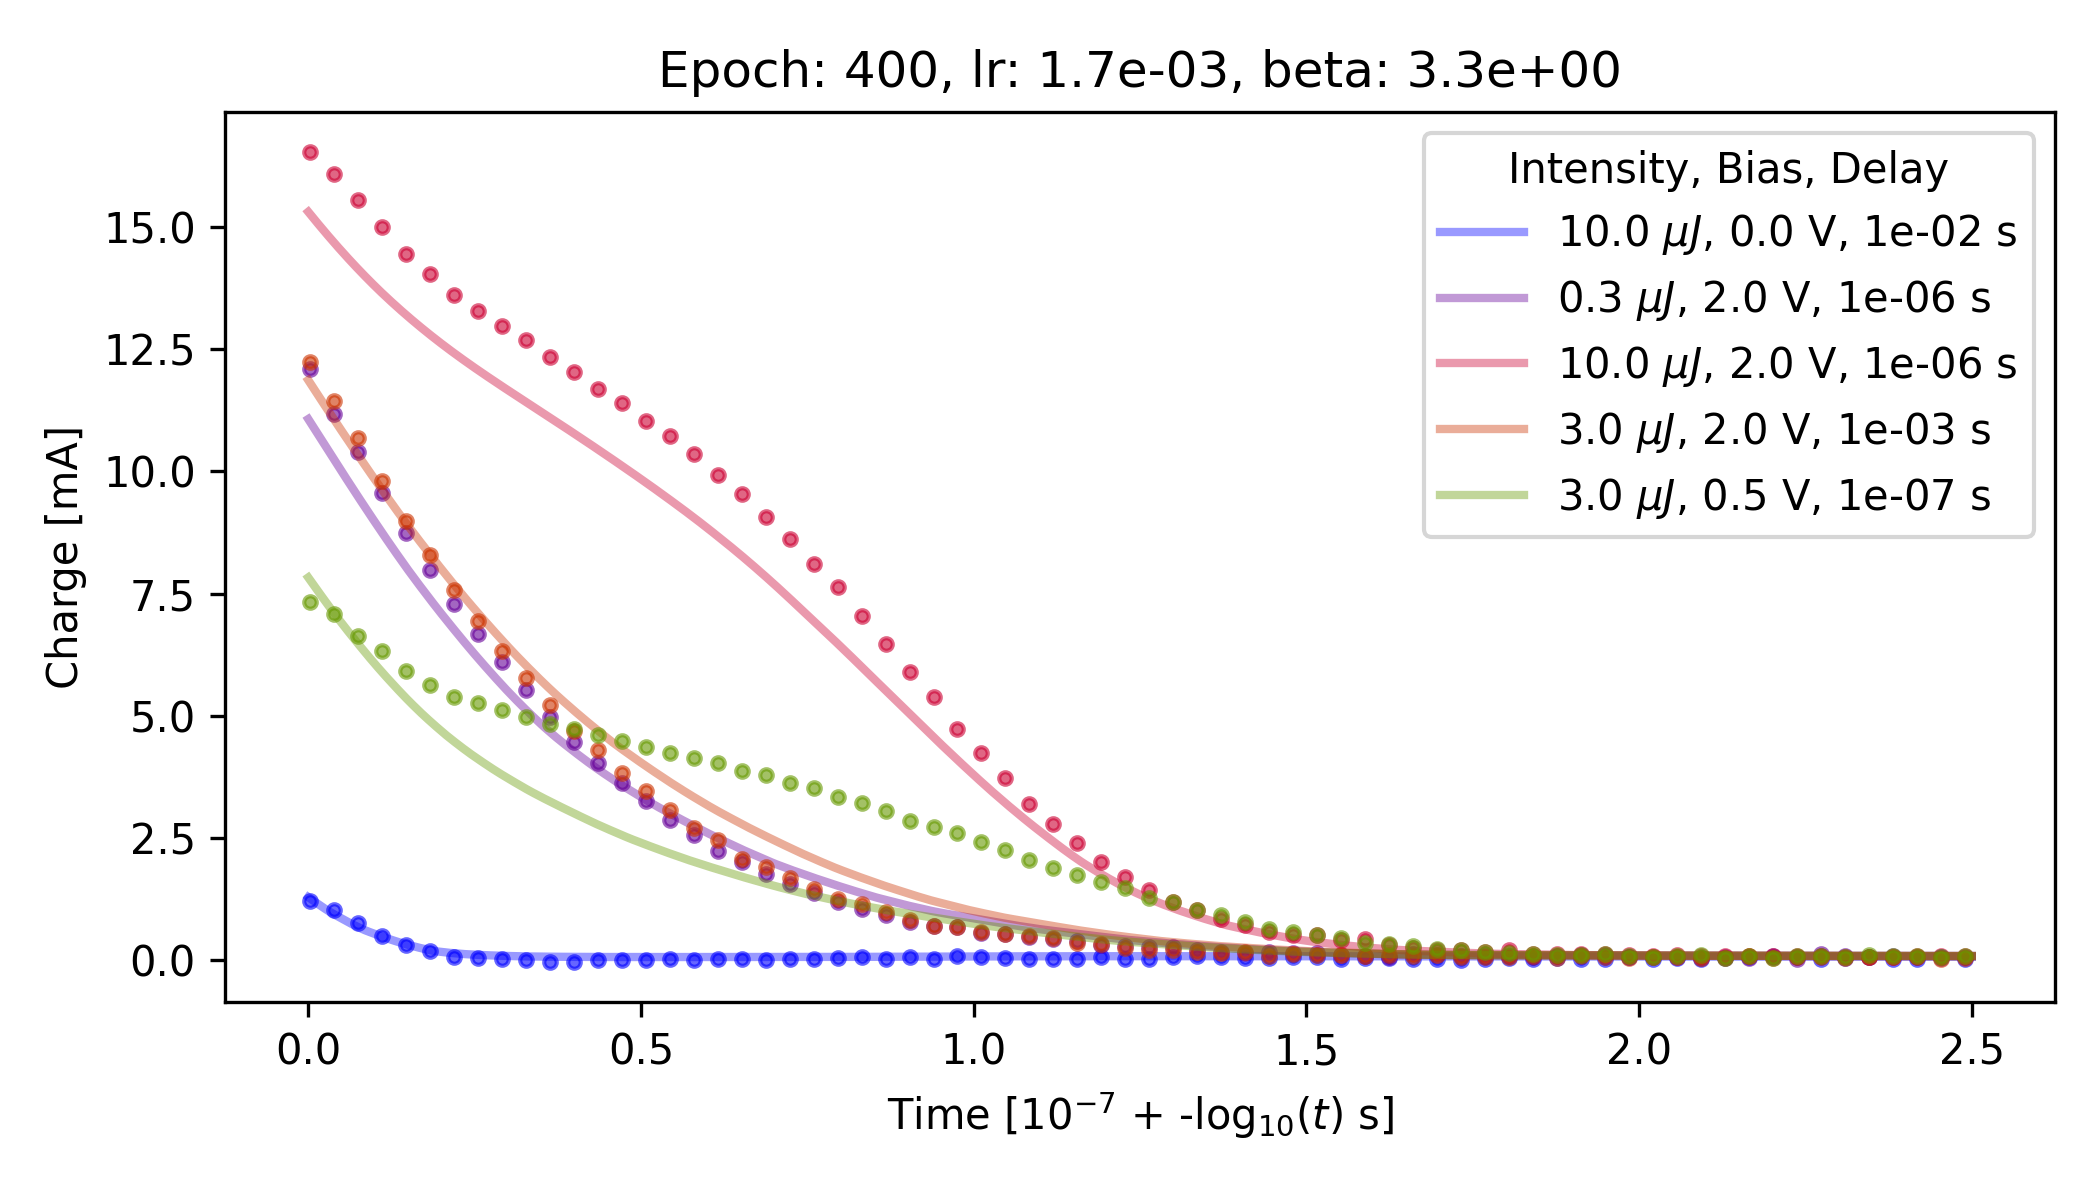 Epoch: 400, lr: 1.7e-03, beta: 3.3e+00
Intensity, Bias, Delay
10.0 μJ, 0.0 V, 1e-02 s
0.3 μJ, 2.0 V, 1e-06 s
10.0 μJ, 2.0 V, 1e-06 s
3.0 μJ, 2.0 V, 1e-03 s
3.0 μJ, 0.5 V, 1e-07 s
Charge [mA]
15.0
12.5
10.0
7.5
5.0
2.5
0.0
0.0 0.5 1.0 1.5 2.0 2.5
Time [10⁻⁷ + -log₁₀(t) s]